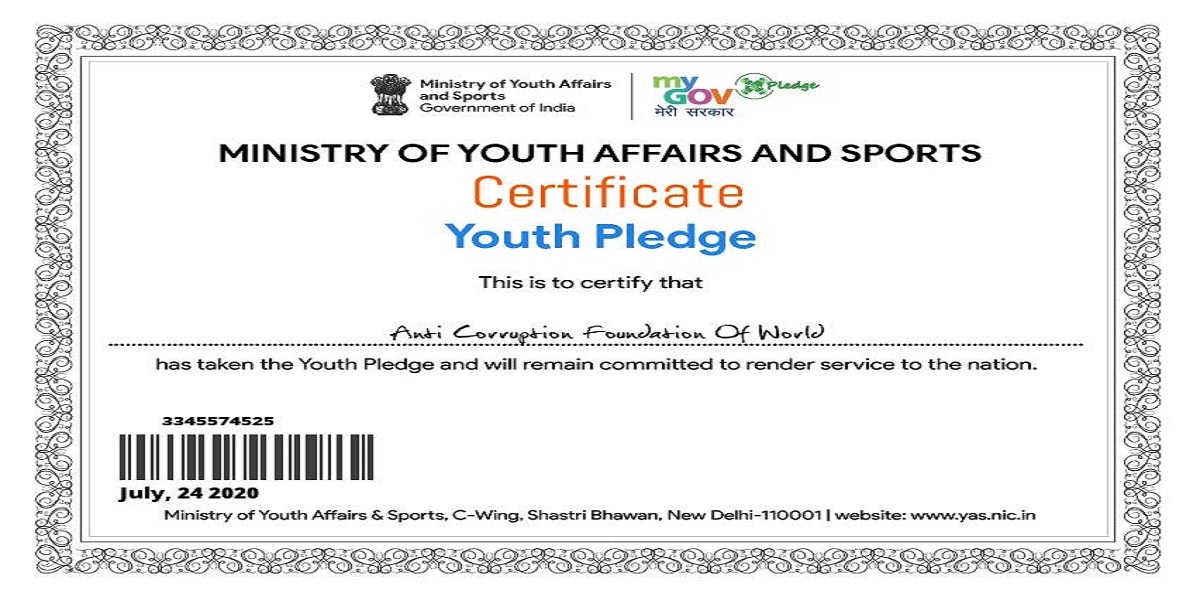 Ministry of Youth Affairs
and Sports
Government of India
my
GOV
मेरी सरकार
Pledge
MINISTRY OF YOUTH AFFAIRS AND SPORTS
Certificate
Youth Pledge
This is to certify that
Anti Corruption Foundation Of World
has taken the Youth Pledge and will remain committed to render service to the nation.
3345574525
July, 24 2020
Ministry of Youth Affairs & Sports, C-Wing, Shastri Bhawan, New Delhi-110001 | website: www.yas.nic.in